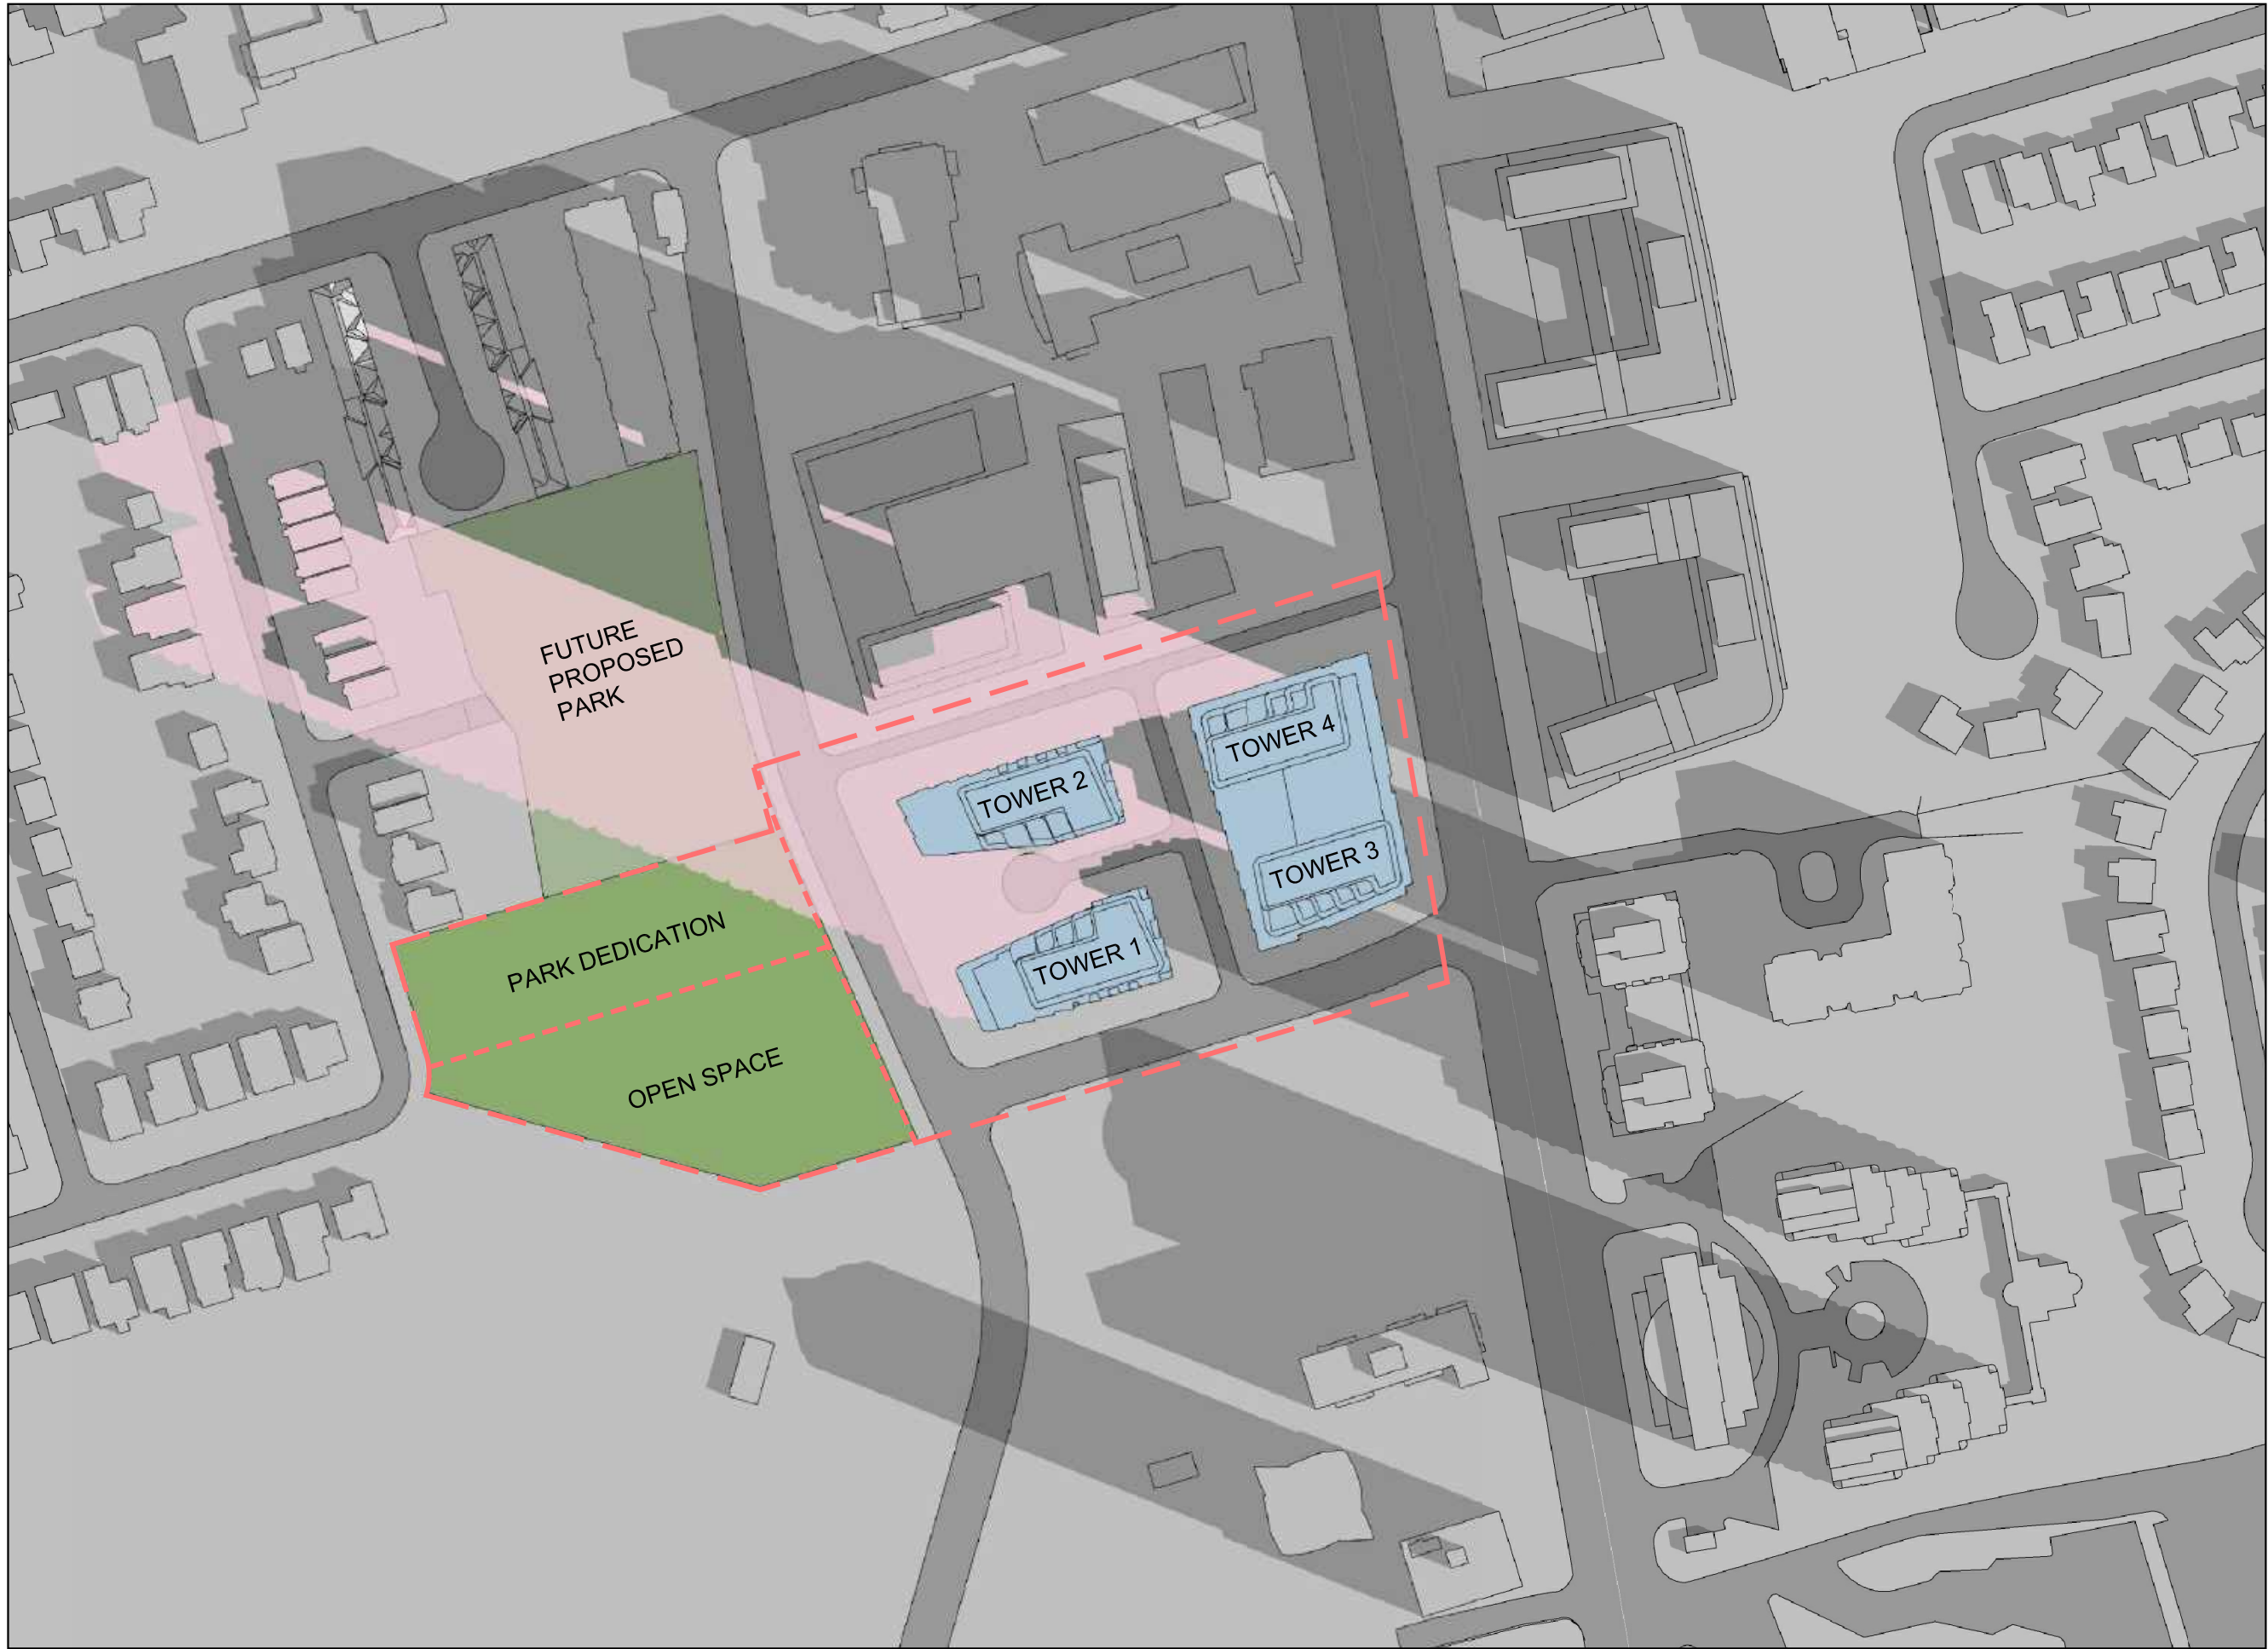 FUTURE
PROPOSED
PARK
TOWER 4
TOWER 2
TOWER 3
PARK DEDICATION
TOWER 1
OPEN SPACE